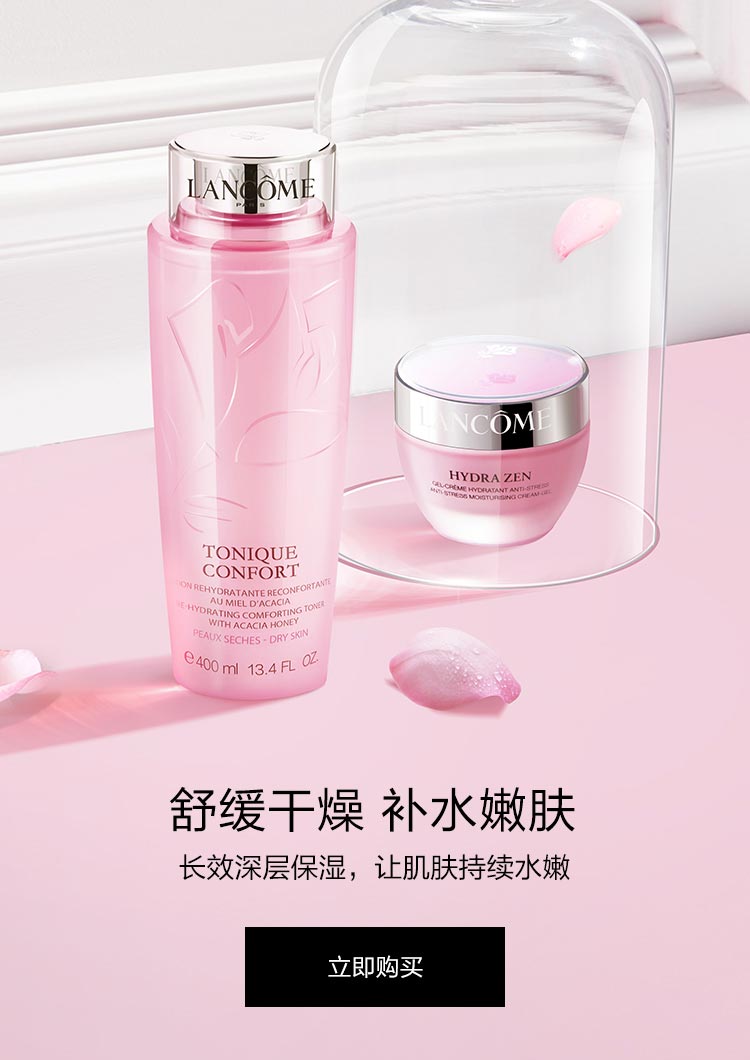 LANCÔME
PARIS
TONIQUE
CONFORT
ION REHYDRATANTE RECONFORTANTE
AU MIEL D'ACACIA
E-HYDRATING COMFORTING TONER
WITH ACACIA HONEY
PEAUX SECHES - DRY SKIN
e 400 ml 13.4 FL OZ.
LANCÔME
HYDRA ZEN
GEL-CRÈME HYDRATANT ANTI-STRESS
ANTI-STRESS MOISTURISING CREAM-GEL
舒缓干燥 补水嫩肤
长效深层保湿，让肌肤持续水嫩
立即购买